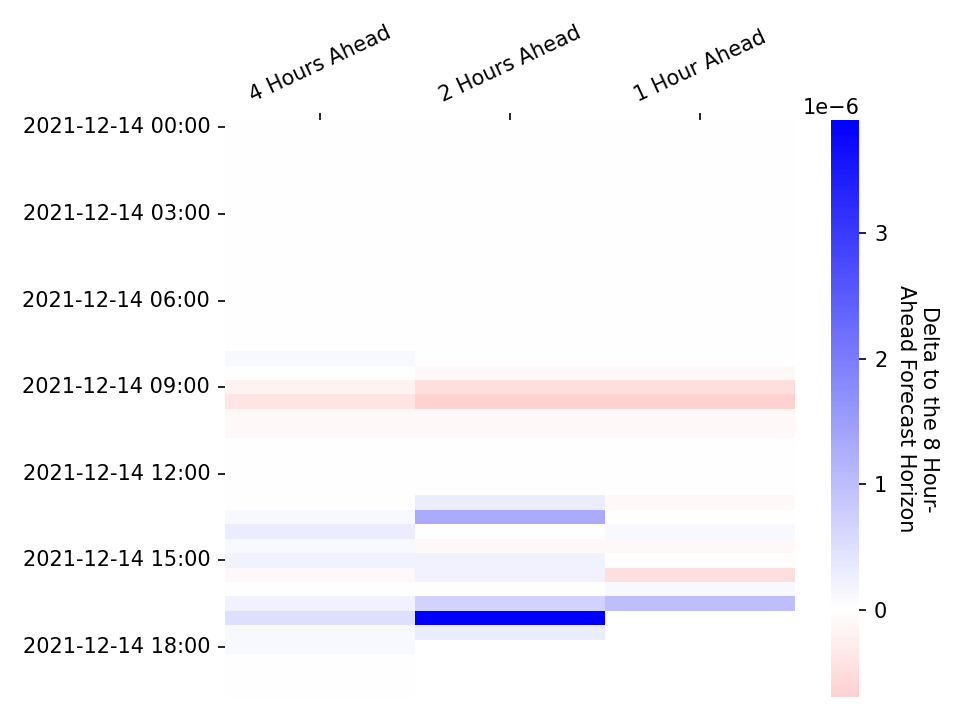 4 Hours Ahead
2 Hours Ahead
1 Hour Ahead
1e−6
2021-12-14 00:00
2021-12-14 03:00
2021-12-14 06:00
2021-12-14 09:00
2021-12-14 12:00
2021-12-14 15:00
2021-12-14 18:00
3
2
1
0
Delta to the 8 Hour-
Ahead Forecast Horizon